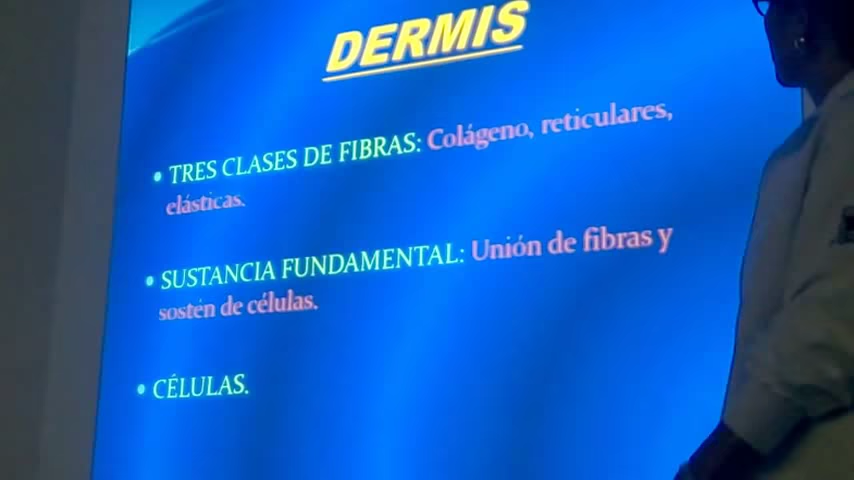 DERMIS
• TRES CLASES DE FIBRAS: Colágeno, reticulares,
elásticas.
• SUSTANCIA FUNDAMENTAL: Unión de fibras y
sostén de células.
• CÉLULAS.